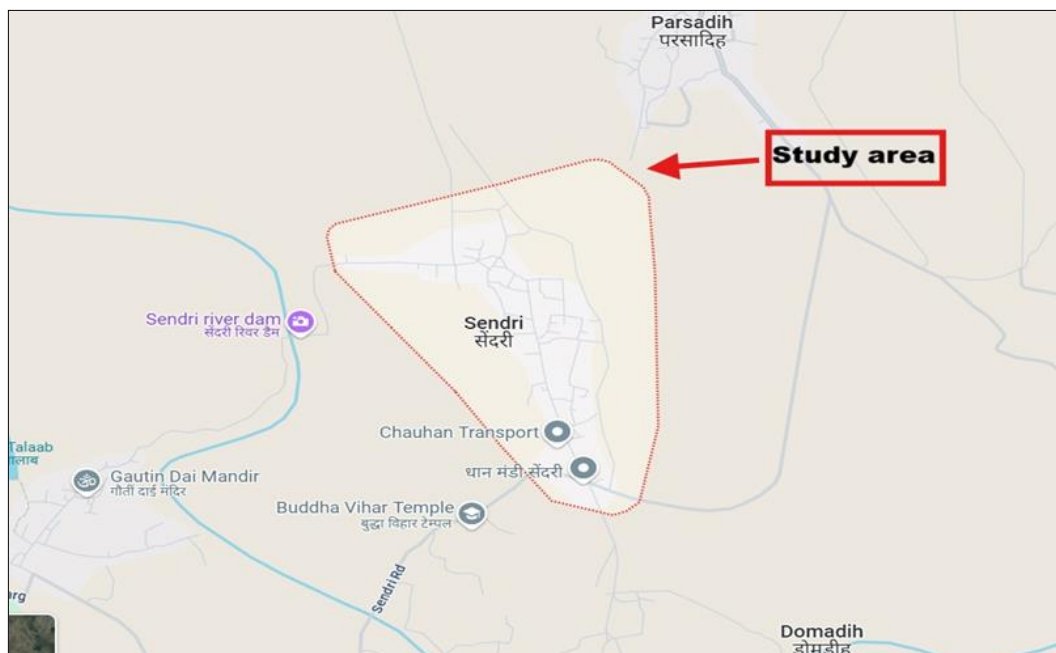 Parsadih
परसादिह
Study area
Sendri river dam
सेंदरी रिवर डैम
Sendri
सेंदरी
Chauhan Transport
धान मंडी सेंदरी
Talaab
Gautin Dai Mandir
गौती दाई मंदिर
Buddha Vihar Temple
बुद्धा विहार टेम्पल
Sendri Rd
Domadih
डोमडीह